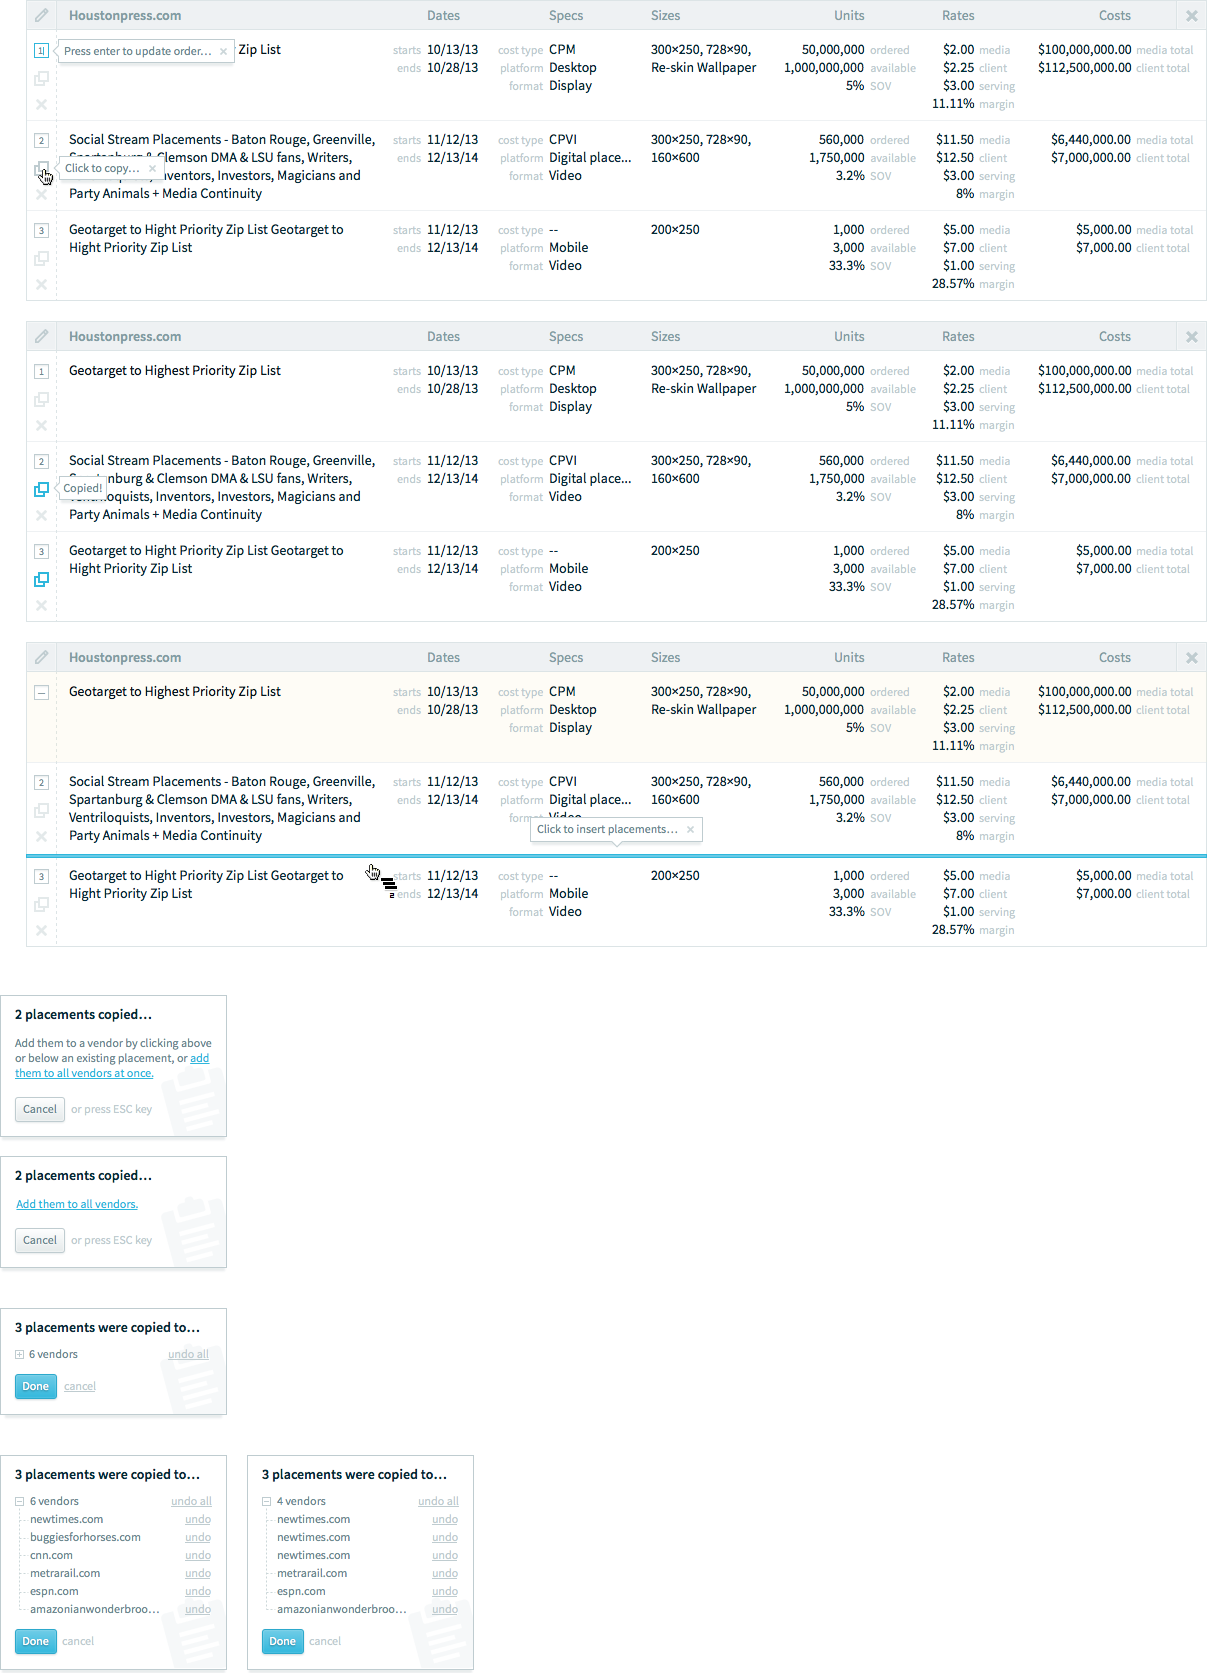 Houstonpress.com Dates Specs Sizes Units Rates Costs
1 Press enter to update order... × Zip List starts 10/13/13 cost type CPM 300×250, 728×90, 50,000,000 ordered $2.00 media $100,000,000.00 media total
ends 10/28/13 platform Desktop Re-skin Wallpaper 1,000,000,000 available $2.25 client $112,500,000.00 client total
format Display 5% SOV $3.00 serving
11.11% margin
2 Social Stream Placements - Baton Rouge, Greenville, starts 11/12/13 cost type CPVI 300×250, 728×90, 560,000 ordered $11.50 media $6,440,000.00 media total
& Clemson DMA & LSU fans, Writers, ends 12/13/14 platform Digital place... 160×600 1,750,000 available $12.50 client $7,000,000.00 client total
Click to copy... × Inventors, Investors, Magicians and format Video 3.2% SOV $3.00 serving
Party Animals + Media Continuity 8% margin
3 Geotarget to Hight Priority Zip List Geotarget to starts 11/12/13 cost type -- 200×250 1,000 ordered $5.00 media $5,000.00 media total
Hight Priority Zip List ends 12/13/14 platform Mobile 3,000 available $7.00 client $7,000.00 client total
format Video 33.3% SOV $1.00 serving
28.57% margin
Houstonpress.com Dates Specs Sizes Units Rates Costs
1 Geotarget to Highest Priority Zip List starts 10/13/13 cost type CPM 300×250, 728×90, 50,000,000 ordered $2.00 media $100,000,000.00 media total
ends 10/28/13 platform Desktop Re-skin Wallpaper 1,000,000,000 available $2.25 client $112,500,000.00 client total
format Display 5% SOV $3.00 serving
11.11% margin
2 Social Stream Placements - Baton Rouge, Greenville, starts 11/12/13 cost type CPVI 300×250, 728×90, 560,000 ordered $11.50 media $6,440,000.00 media total
Spartanburg & Clemson DMA & LSU fans, Writers, ends 12/13/14 platform Digital place... 160×600 1,750,000 available $12.50 client $7,000,000.00 client total
Copied! Ventriloquists, Inventors, Investors, Magicians and format Video 3.2% SOV $3.00 serving
Party Animals + Media Continuity 8% margin
3 Geotarget to Hight Priority Zip List Geotarget to starts 11/12/13 cost type -- 200×250 1,000 ordered $5.00 media $5,000.00 media total
Hight Priority Zip List ends 12/13/14 platform Mobile 3,000 available $7.00 client $7,000.00 client total
format Video 33.3% SOV $1.00 serving
28.57% margin
Houstonpress.com Dates Specs Sizes Units Rates Costs
Geotarget to Highest Priority Zip List starts 10/13/13 cost type CPM 300×250, 728×90, 50,000,000 ordered $2.00 media $100,000,000.00 media total
ends 10/28/13 platform Desktop Re-skin Wallpaper 1,000,000,000 available $2.25 client $112,500,000.00 client total
format Display 5% SOV $3.00 serving
11.11% margin
2 Social Stream Placements - Baton Rouge, Greenville, starts 11/12/13 cost type CPVI 300×250, 728×90, 560,000 ordered $11.50 media $6,440,000.00 media total
Spartanburg & Clemson DMA & LSU fans, Writers, ends 12/13/14 platform Digital place... 160×600 1,750,000 available $12.50 client $7,000,000.00 client total
Ventriloquists, Inventors, Investors, Magicians and format Video 3.2% SOV $3.00 serving
Click to insert placements... ×
Party Animals + Media Continuity 8% margin
3 Geotarget to Hight Priority Zip List Geotarget to starts 11/12/13 cost type -- 200×250 1,000 ordered $5.00 media $5,000.00 media total
Hight Priority Zip List 2 ends 12/13/14 platform Mobile 3,000 available $7.00 client $7,000.00 client total
format Video 33.3% SOV $1.00 serving
28.57% margin
2 placements copied...
Add them to a vendor by clicking above
or below an existing placement, or add
them to all vendors at once.
Cancel or press ESC key
2 placements copied...
Add them to all vendors.
Cancel or press ESC key
3 placements were copied to...
6 vendors undo all
Done cancel
3 placements were copied to...
6 vendors undo all
newtimes.com undo
buggiesforhorses.com undo
cnn.com undo
metrarail.com undo
espn.com undo
amazonianwonderbroo... undo
Done cancel
3 placements were copied to...
4 vendors undo all
newtimes.com undo
newtimes.com undo
newtimes.com undo
metrarail.com undo
espn.com undo
amazonianwonderbroo... undo
Done cancel